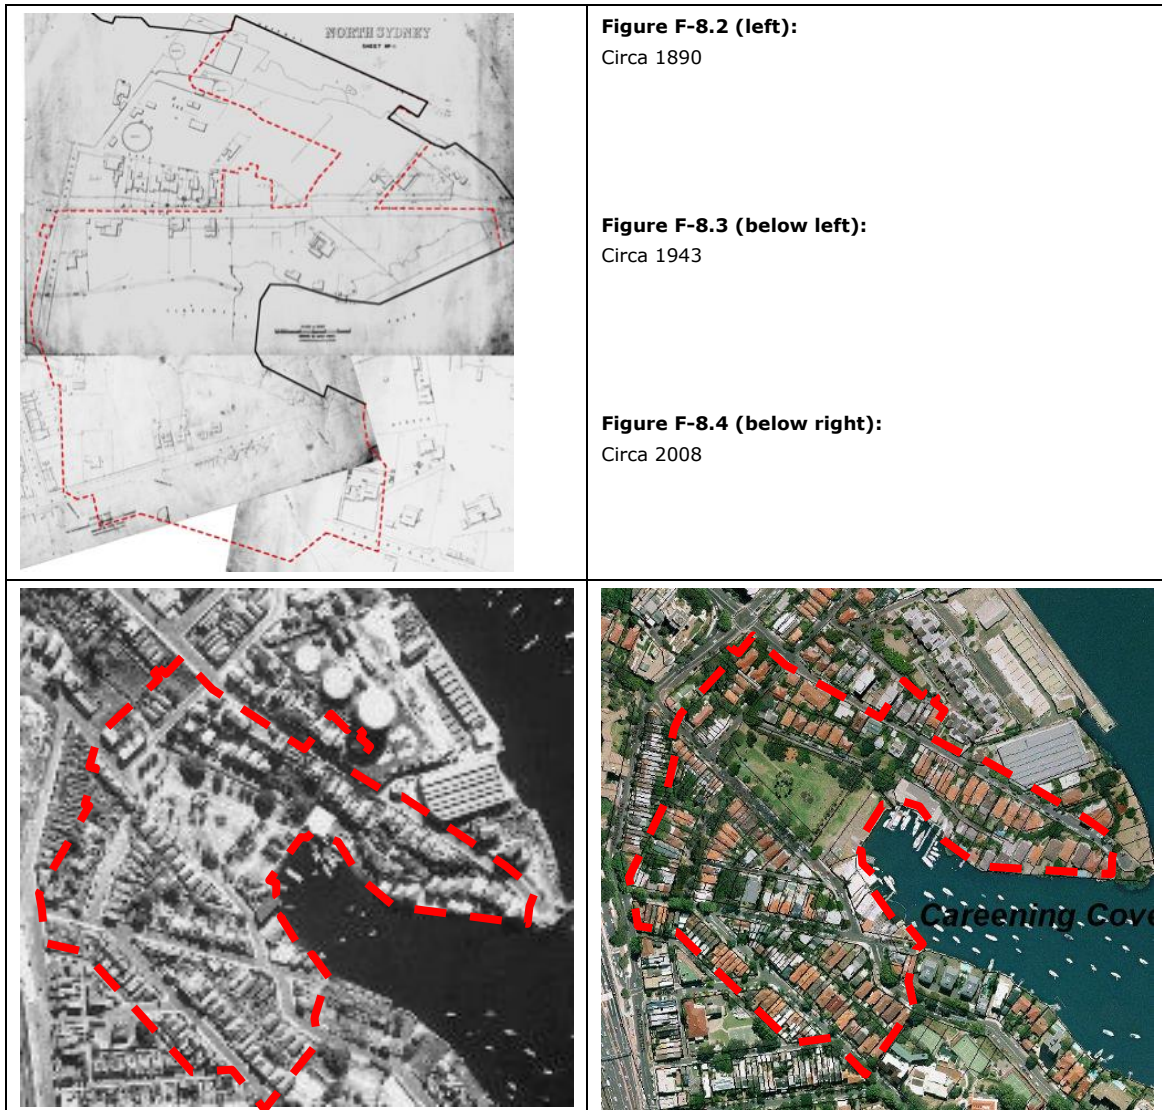 NORTH SYDNEY
Figure F-8.2 (left):
Circa 1890
Figure F-8.3 (below left):
Circa 1943
Figure F-8.4 (below right):
Circa 2008
Careening Cove